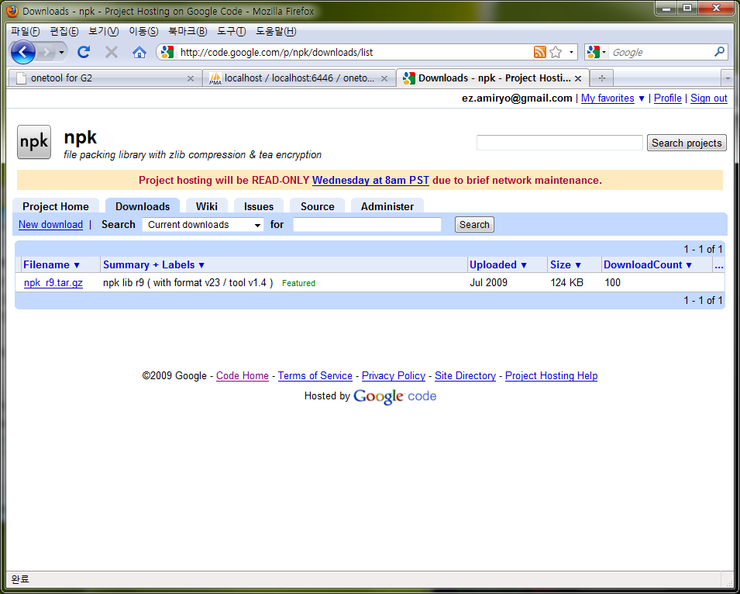 Downloads - npk - Project Hosting on Google Code - Mozilla Firefox
파일(F) 편집(E) 보기(V) 이동(S) 북마크(B) 도구(T) 도움말(H)
http://code.google.com/p/npk/downloads/list Google
onetool for G2 PMA localhost / localhost:6446 / oneto... Downloads - npk - Project Hosti...
ez.amiryo@gmail.com | My favorites ▼ | Profile | Sign out
npk npk
file packing library with zlib compression & tea encryption
Search projects
Project hosting will be READ-ONLY Wednesday at 8am PST due to brief network maintenance.
Project Home Downloads Wiki Issues Source Administer
New download | Search Current downloads for Search
1 - 1 of 1
Filename ▼ Summary + Labels ▼ Uploaded ▼ Size ▼ DownloadCount ▼ ...
npk_r9.tar.gz npk lib r9 ( with format v23 / tool v1.4 ) Featured Jul 2009 124 KB 100
1 - 1 of 1
©2009 Google - Code Home - Terms of Service - Privacy Policy - Site Directory - Project Hosting Help
Hosted by Google code
완료